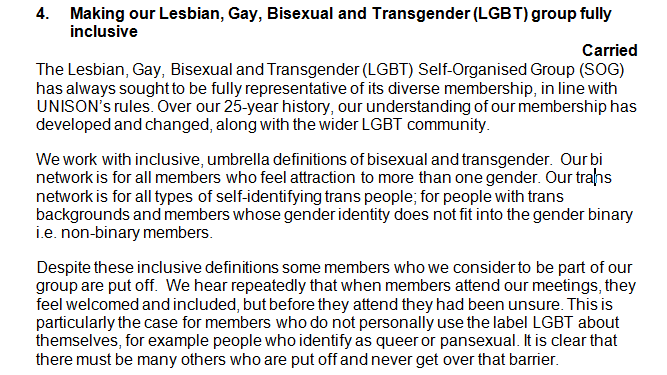 4. Making our Lesbian, Gay, Bisexual and Transgender (LGBT) group fully
inclusive
Carried
The Lesbian, Gay, Bisexual and Transgender (LGBT) Self-Organised Group (SOG)
has always sought to be fully representative of its diverse membership, in line with
UNISON's rules. Over our 25-year history, our understanding of our membership has
developed and changed, along with the wider LGBT community.
We work with inclusive, umbrella definitions of bisexual and transgender. Our bi
network is for all members who feel attraction to more than one gender. Our trans
network is for all types of self-identifying trans people; for people with trans
backgrounds and members whose gender identity does not fit into the gender binary
i.e. non-binary members.
Despite these inclusive definitions some members who we consider to be part of our
group are put off. We hear repeatedly that when members attend our meetings, they
feel welcomed and included, but before they attend they had been unsure. This is
particularly the case for members who do not personally use the label LGBT about
themselves, for example people who identify as queer or pansexual. It is clear that
there must be many others who are put off and never get over that barrier.